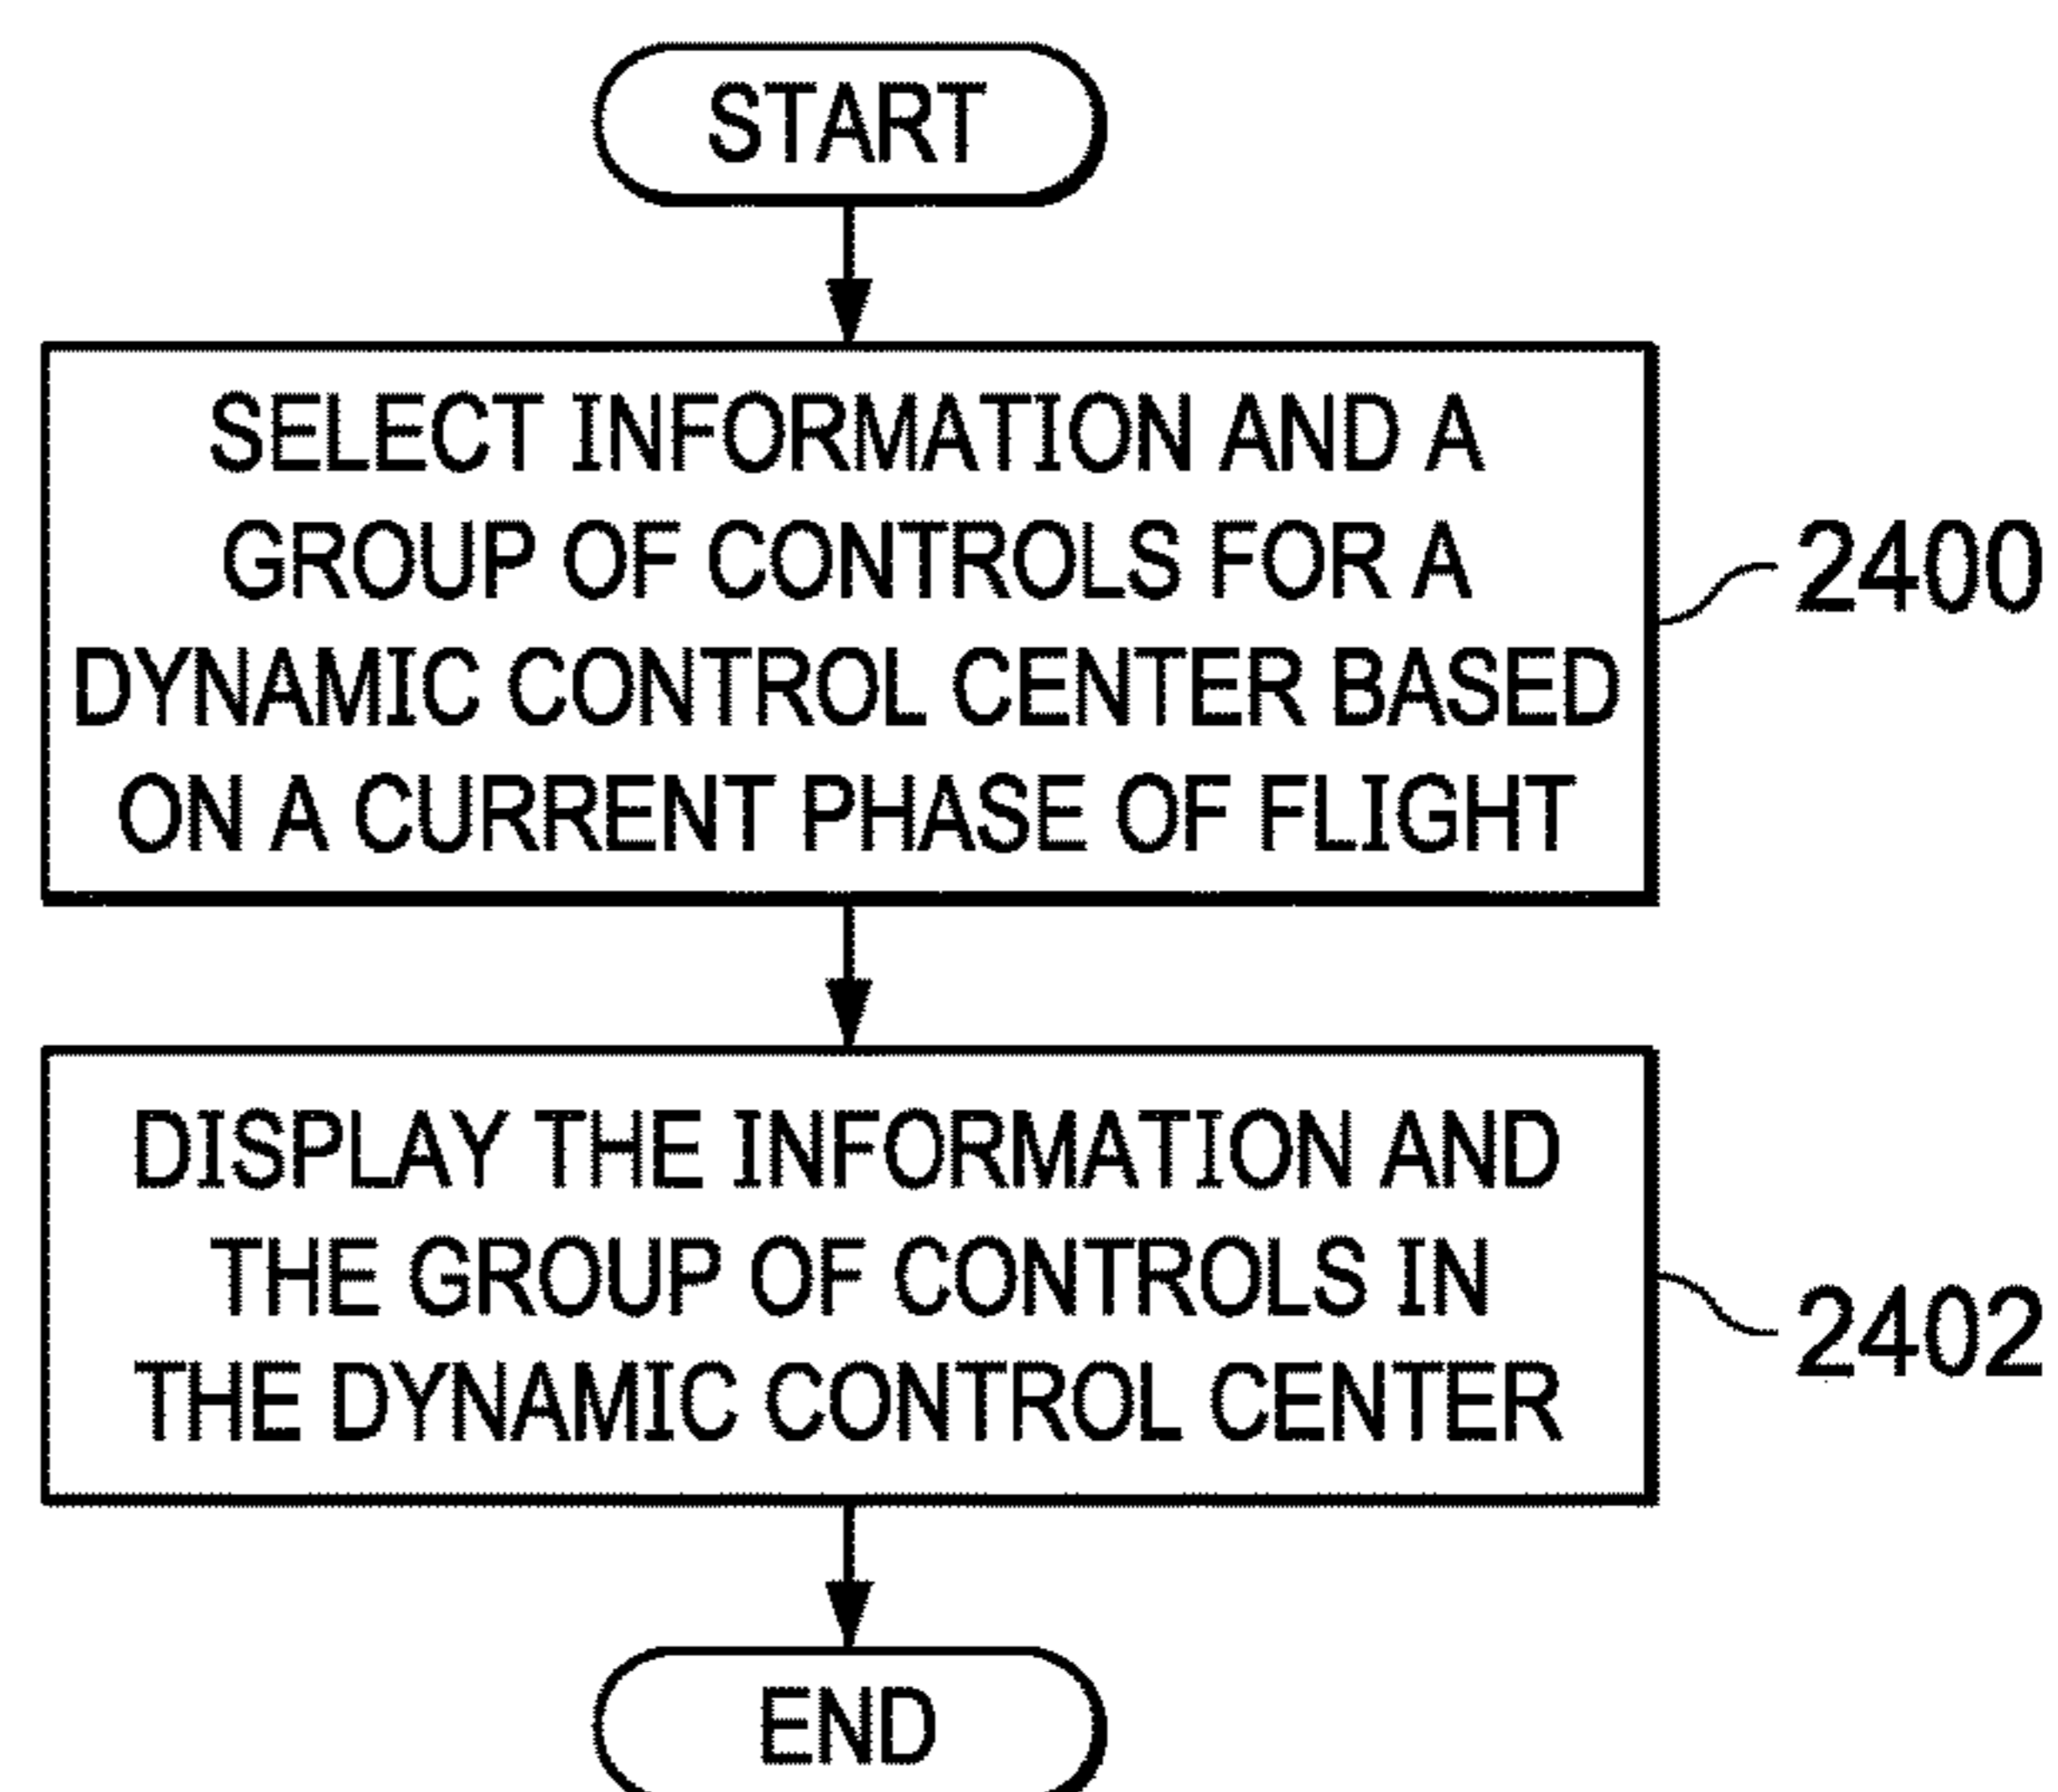 START
SELECT INFORMATION AND A
GROUP OF CONTROLS FOR A
DYNAMIC CONTROL CENTER BASED
ON A CURRENT PHASE OF FLIGHT
2400
DISPLAY THE INFORMATION AND
THE GROUP OF CONTROLS IN
THE DYNAMIC CONTROL CENTER
2402
END